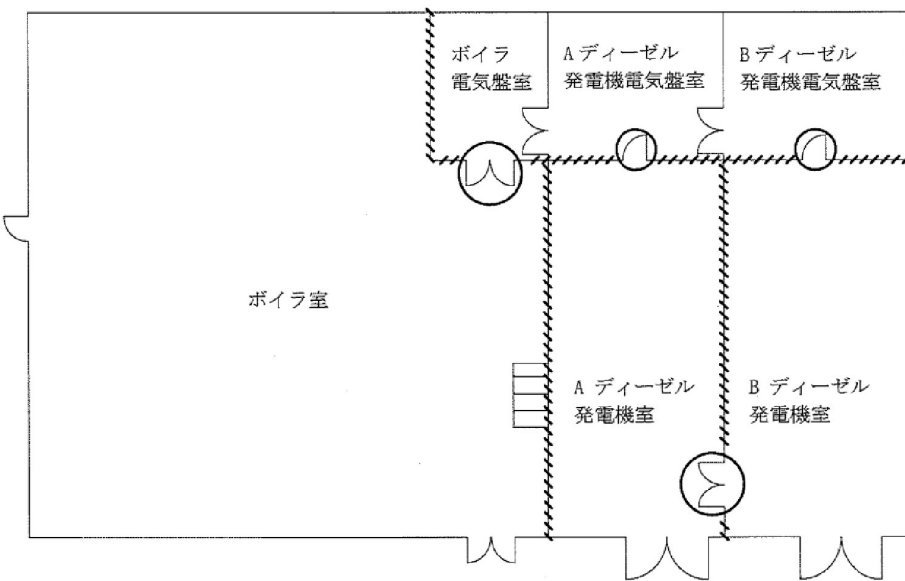 ボイラ
電気盤室
Aディーゼル
発電機電気盤室
Bディーゼル
発電機電気盤室
ボイラ室
A ディーゼル
発電機室
B ディーゼル
発電機室